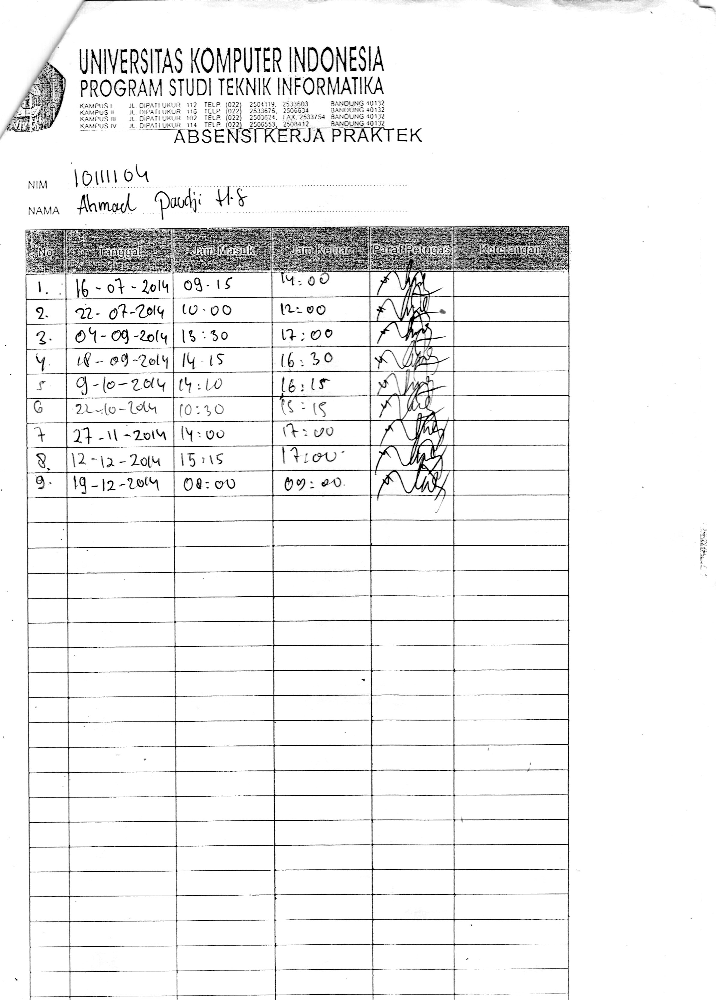 UNIVERSITAS KOMPUTER INDONESIA
PROGRAM STUDI TEKNIK INFORMATIKA
KAMPUS I JL. DIPATI UKUR 112 TELP. (022) 2504119, 2533603 BANDUNG 40132
KAMPUS II JL. DIPATI UKUR 116 TELP (022) 2533676, 2506634 BANDUNG 40132
KAMPUS III JL. DIPATI UKUR 102 TELP. (022) 2503624, FAX. 2533754 BANDUNG 40132
KAMPUS IV JL. DIPATI UKUR 114 TELP. (022) 2506553, 2508412 BANDUNG 40132
ABSENSI KERJA PRAKTEK
NIM 10111104
NAMA Ahmad Paudji H.S
No Tanggal Jam Masuk Jam Keluar Paraf Petugas Keterangan
1. 16-07-2014 09.15 14:00
2. 22-07-2014 10.00 12:00
3. 04-09-2014 13:30 17:00
4. 18-09-2014 14.15 16:30
5 9-10-2014 14:10 16:15
6 22-10-2014 10:30 15:15
7 27-11-2014 14:00 17:00
8. 12-12-2014 15:15 17:00
9. 19-12-2014 08:00 09:00